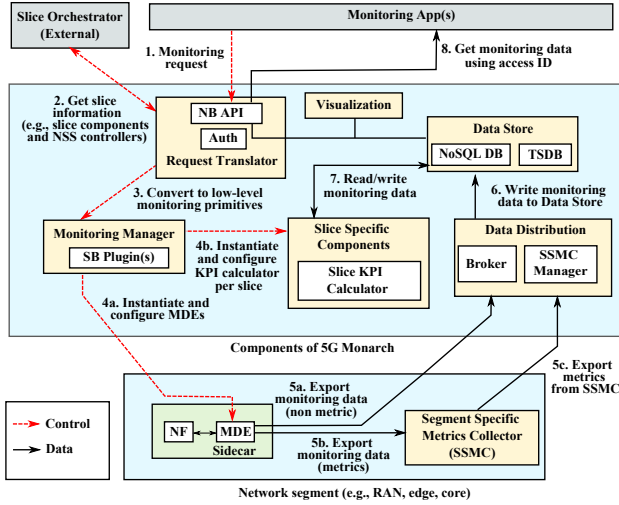 Slice Orchestrator
(External)
Monitoring App(s)
1. Monitoring
request
8. Get monitoring data
using access ID
2. Get slice
information
(e.g., slice components
and NSS controllers)
NB API
Auth
Request Translator
Visualization
Data Store
NoSQL DB
TSDB
3. Convert to low-level
monitoring primitives
7. Read/write
monitoring data
6. Write monitoring
data to Data Store
Monitoring Manager
SB Plugin(s)
4b. Instantiate
and configure
KPI calculator
per slice
Slice Specific
Components
Slice KPI
Calculator
Data Distribution
Broker
SSMC
Manager
4a. Instantiate and
configure MDEs
Components of 5G Monarch
5a. Export
monitoring data
(non metric)
5c. Export
metrics
from SSMC
NF
MDE
Sidecar
5b. Export
monitoring data
(metrics)
Segment Specific
Metrics Collector
(SSMC)
Control
Data
Network segment (e.g., RAN, edge, core)